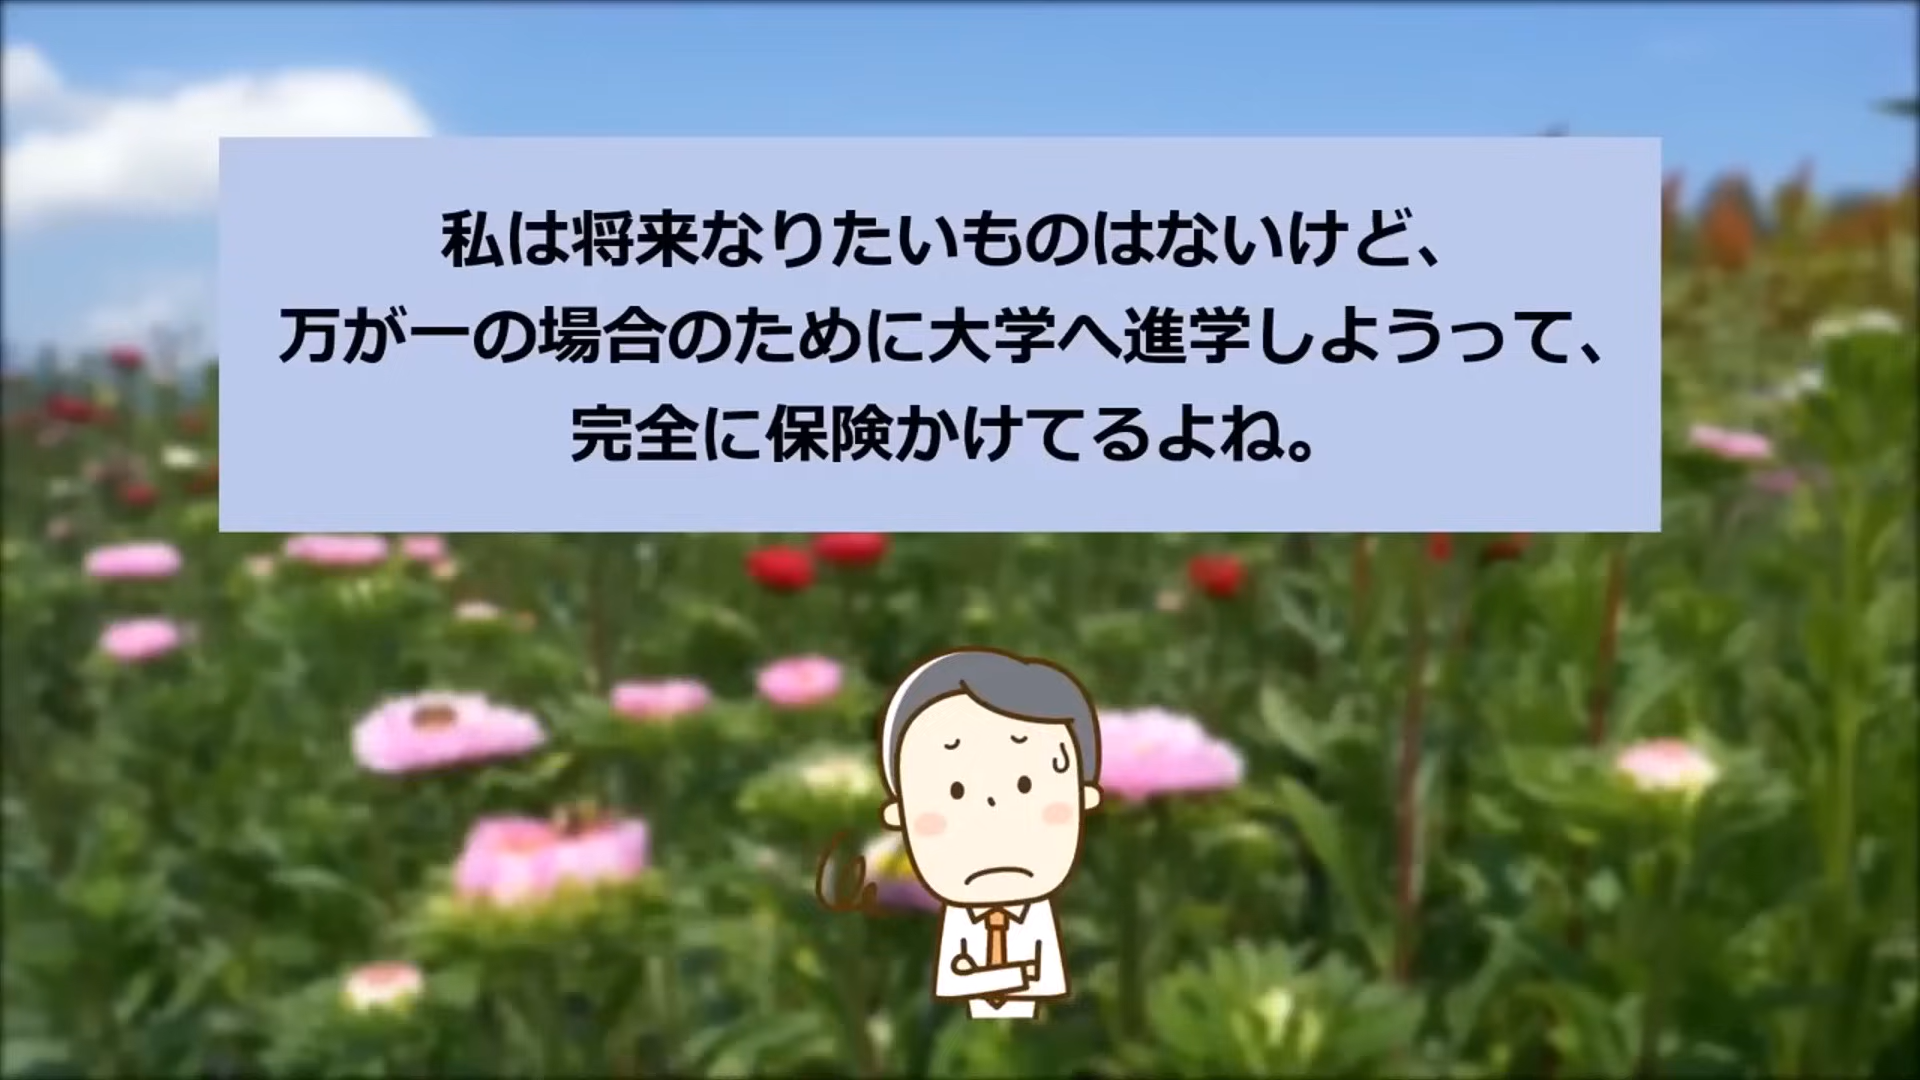 私は将来なりたいものはないけど、
万が一の場合のために大学へ進学しようって、
完全に保険かけてるよね。